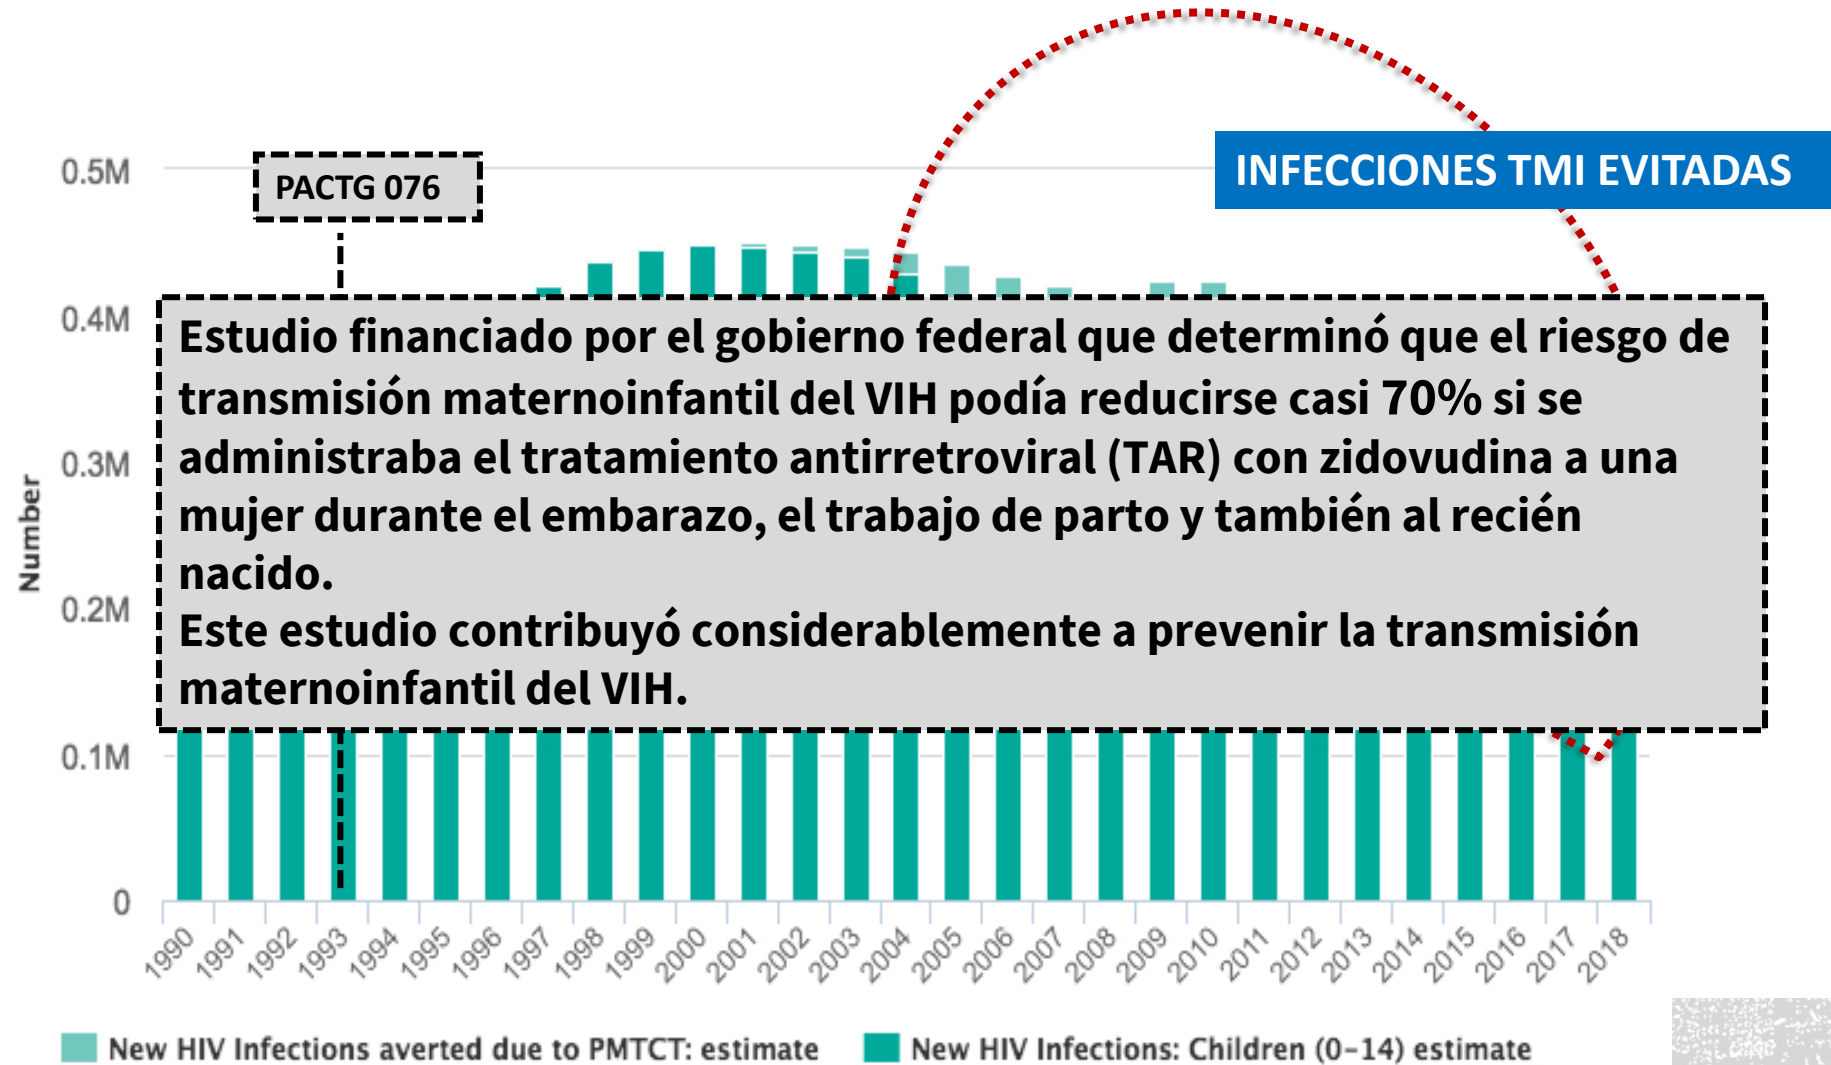 INFECCIONES TMI EVITADAS
0.5M
PACTG 076
0.4M
Estudio financiado por el gobierno federal que determinó que el riesgo de
transmisión maternoinfantil del VIH podía reducirse casi 70% si se
administraba el tratamiento antirretroviral (TAR) con zidovudina a una
mujer durante el embarazo, el trabajo de parto y también al recién
nacido.
Este estudio contribuyó considerablemente a prevenir la transmisión
maternoinfantil del VIH.
0.3M
Number
0.2M
0.1M
0
1990 1991 1992 1993 1994 1995 1996 1997 1998 1999 2000 2001 2002 2003 2004 2005 2006 2007 2008 2009 2010 2011 2012 2013 2014 2015 2016 2017 2018
New HIV Infections averted due to PMTCT: estimate
New HIV Infections: Children (0-14) estimate